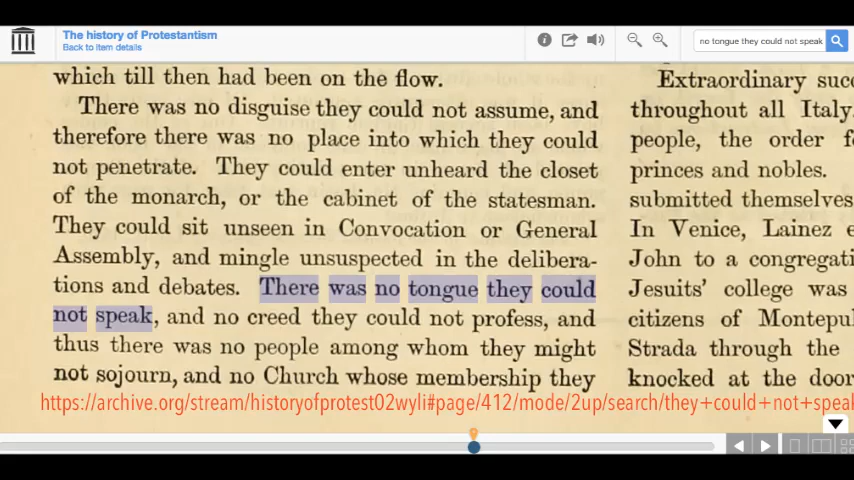 The history of Protestantism
Back to item details
no tongue they could not speak
which till then had been on the flow.
There was no disguise they could not assume, and
therefore there was no place into which they could
not penetrate. They could enter unheard the closet
of the monarch, or the cabinet of the statesman.
They could sit unseen in Convocation or General
Assembly, and mingle unsuspected in the delibera-
tions and debates. There was no tongue they could
not speak, and no creed they could not profess, and
thus there was no people among whom they might
not sojourn, and no Church whose membership they
Extraordinary succ
throughout all Italy.
people, the order f
princes and nobles.
submitted themselves
In Venice, Lainez e
John to a congregati
Jesuits' college was
citizens of Montepul
Strada through the
knocked at the door
https://archive.org/stream/historyofprotest02wyli#page/412/mode/2up/search/they+could+not+speak